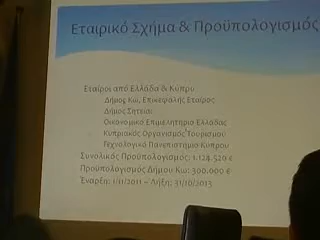 Εταιρικό Σχήμα & Προϋπολογισμός
Εταίροι από Ελλάδα & Κύπρο
Δήμος Κω, Επικεφαλής Εταίρος
Δήμος Σητείας
Οικονομικό Επιμελητήριο Ελλάδας
Κυπριακός Οργανισμός Τουρισμού
Τεχνολογικό Πανεπιστήμιο Κύπρου
Συνολικός Προϋπολογισμός: 1.124.520 €
Προϋπολογισμός Δήμου Κω: 300.000 €
Έναρξη: 1/11/2011 – Λήξη: 31/10/2013